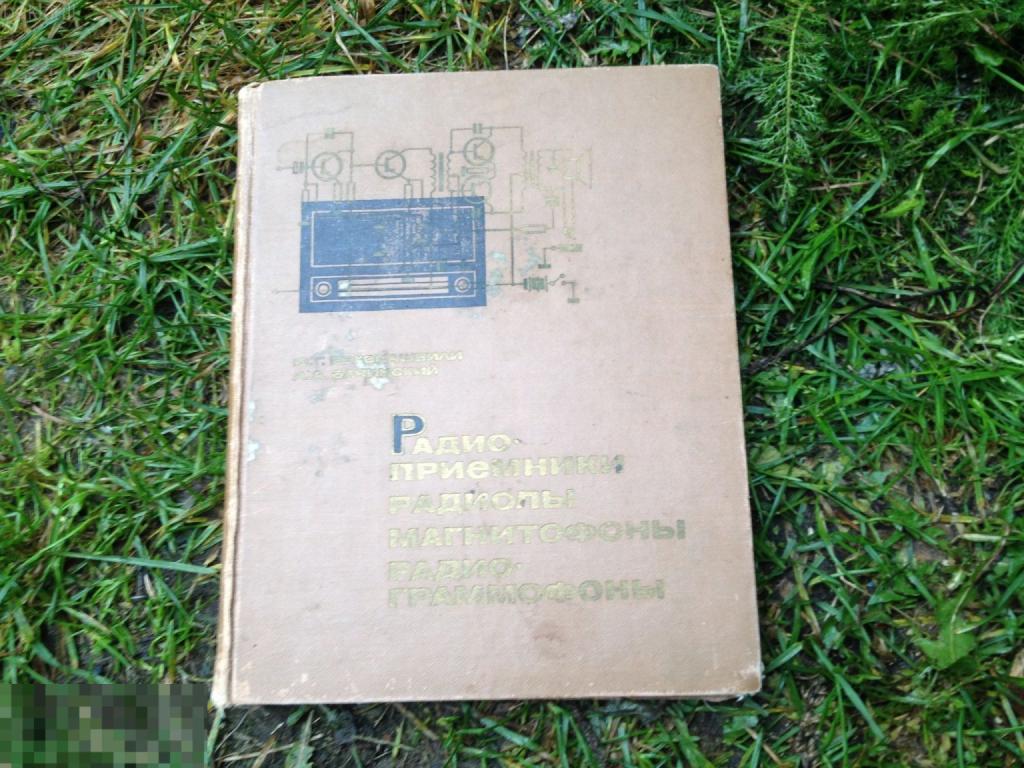 Радио-
приемники
радиолы
магнитофоны
радио-
граммофоны